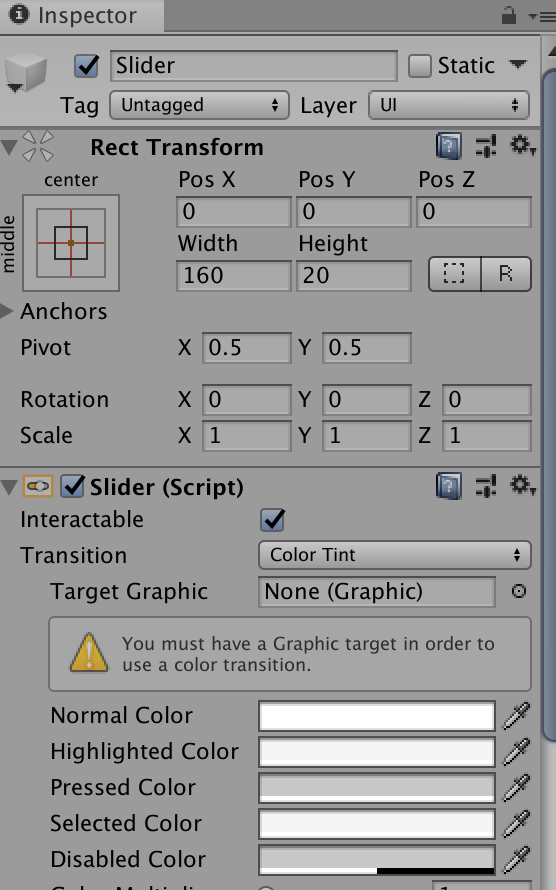 Inspector
Slider
Static
Tag Untagged Layer UI
Rect Transform
center
middle
Pos X Pos Y Pos Z
0 0 0
Width Height
160 20
R
Anchors
Pivot X 0.5 Y 0.5
Rotation X 0 Y 0 Z 0
Scale X 1 Y 1 Z 1
Slider (Script)
Interactable
Transition Color Tint
Target Graphic None (Graphic)
You must have a Graphic target in order to
use a color transition.
Normal Color
Highlighted Color
Pressed Color
Selected Color
Disabled Color